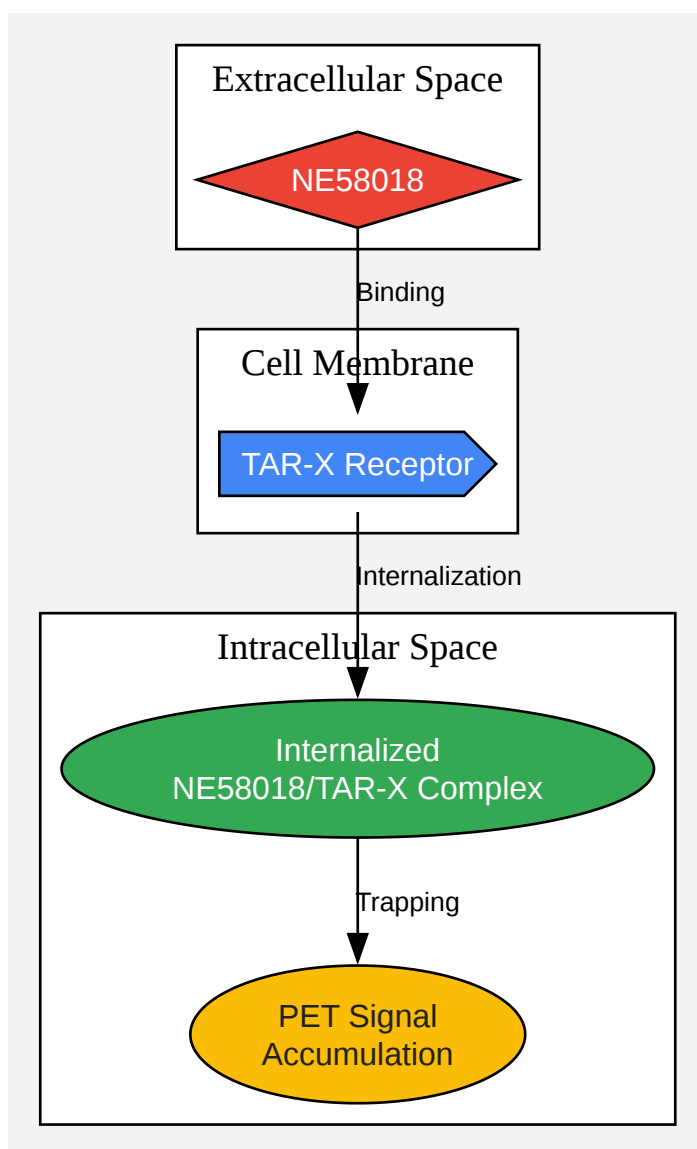 Extracellular Space
NE58018
Binding
Cell Membrane
TAR-X Receptor
Internalization
Intracellular Space
Internalized
NE58018/TAR-X Complex
Trapping
PET Signal
Accumulation